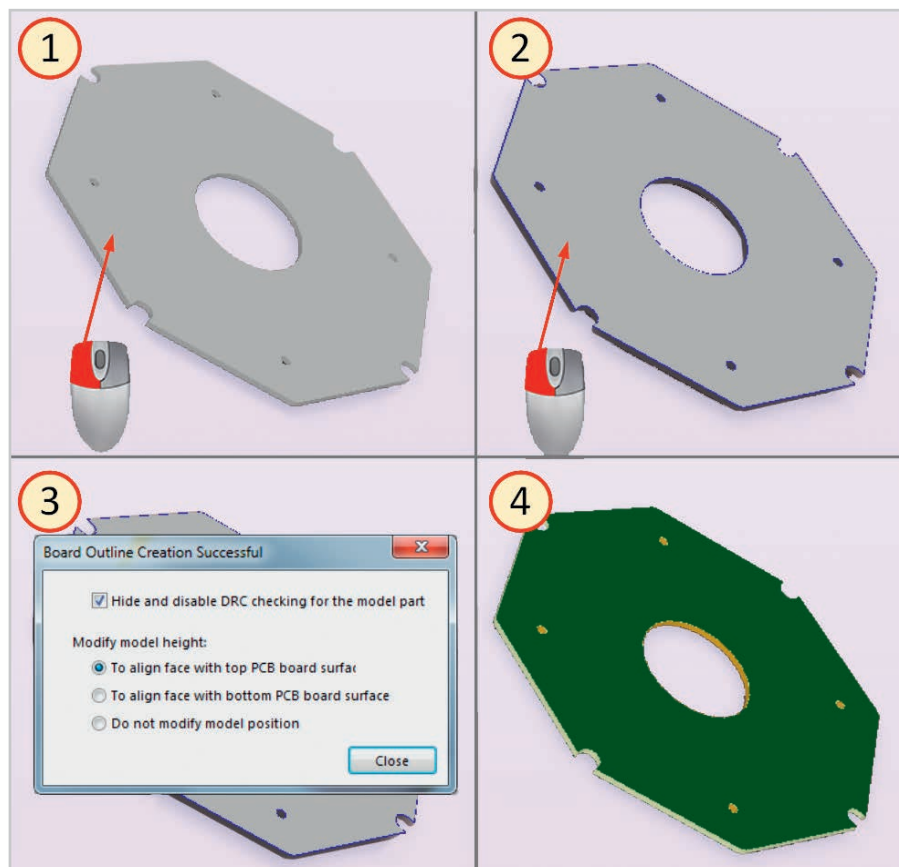 1
2
3
Board Outline Creation Successful
Hide and disable DRC checking for the model part
Modify model height:
To align face with top PCB board surfac
To align face with bottom PCB board surface
Do not modify model position
Close
4